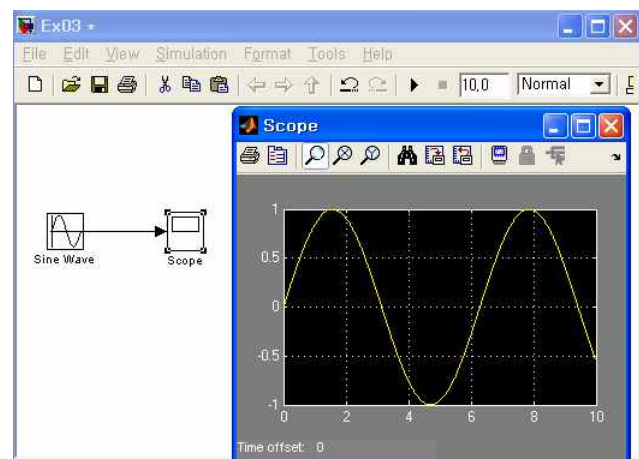 Ex03 *
File Edit View Simulation Format Tools Help
10,0 Normal
Scope
Sine Wave
Scope
1
0.5
0
-0.5
-1
0 2 4 6 8 10
Time offset: 0